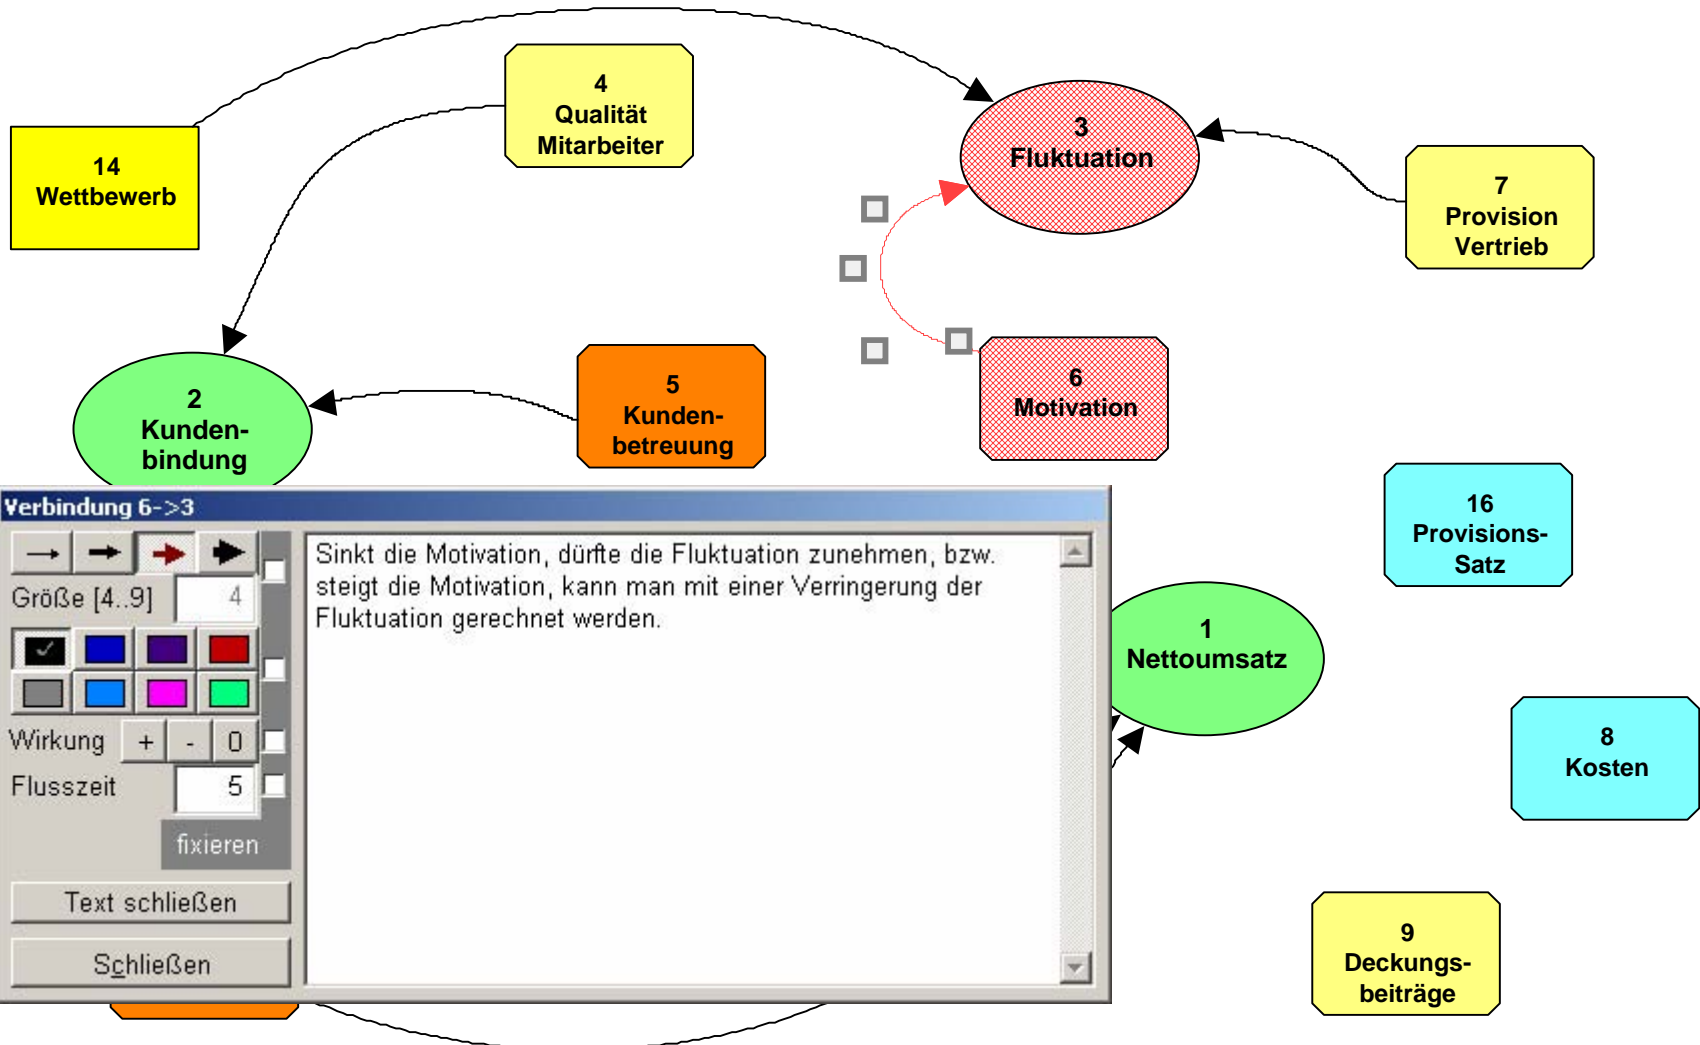 4
Qualität
Mitarbeiter
3
Fluktuation
14
Wettbewerb
7
Provision
Vertrieb
2
Kunden-
bindung
5
Kunden-
betreuung
6
Motivation
16
Provisions-
Satz
1
Nettoumsatz
8
Kosten
9
Deckungs-
beiträge
Verbindung 6->3
Größe [4..9] 4
Wirkung + - 0
Flusszeit 5
fixieren
Text schließen
Schließen
Sinkt die Motivation, dürfte die Fluktuation zunehmen, bzw.
steigt die Motivation, kann man mit einer Verringerung der
Fluktuation gerechnet werden.